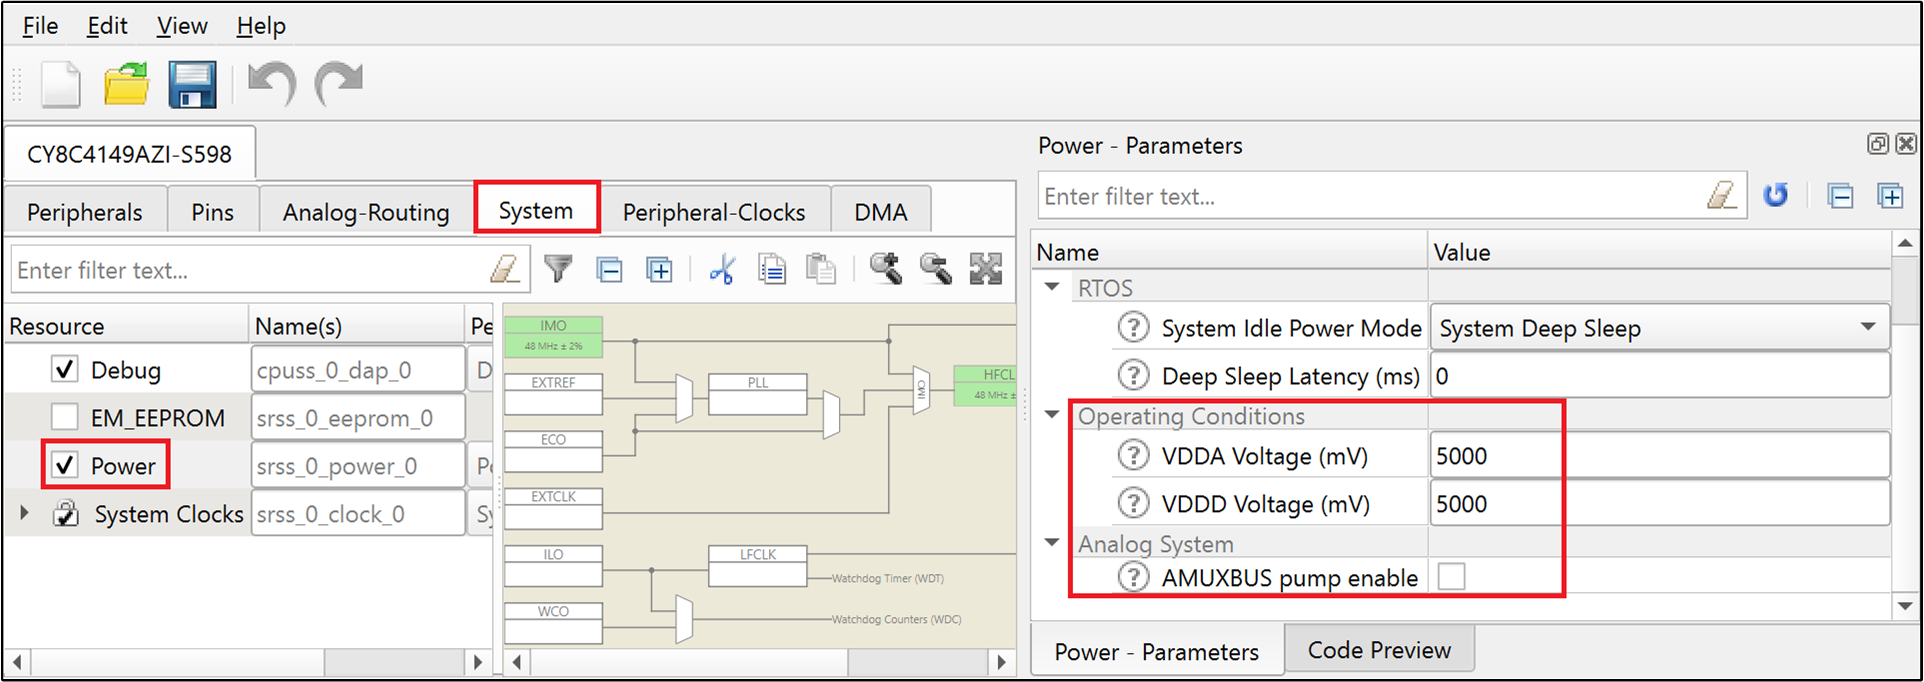 File Edit View Help
CY8C4149AZI-S598
Peripherals Pins Analog-Routing System Peripheral-Clocks DMA
Enter filter text...
Resource Name(s) Pe
Debug cpuss_0_dap_0 D
EM_EEPROM srss_0_eeprom_0
Power srss_0_power_0 Po
System Clocks srss_0_clock_0 Sy
IMO
48 MHz ± 2%
EXTREF
PLL
ECO
EXTCLK
ILO
LFCLK
WCO
IMO
HFCL
48 MHz ±
Watchdog Timer (WDT)
Watchdog Counters (WDC)
Power - Parameters
Enter filter text...
Name Value
RTOS
System Idle Power Mode System Deep Sleep
Deep Sleep Latency (ms) 0
Operating Conditions
VDDA Voltage (mV) 5000
VDDD Voltage (mV) 5000
Analog System
AMUXBUS pump enable
Power - Parameters Code Preview